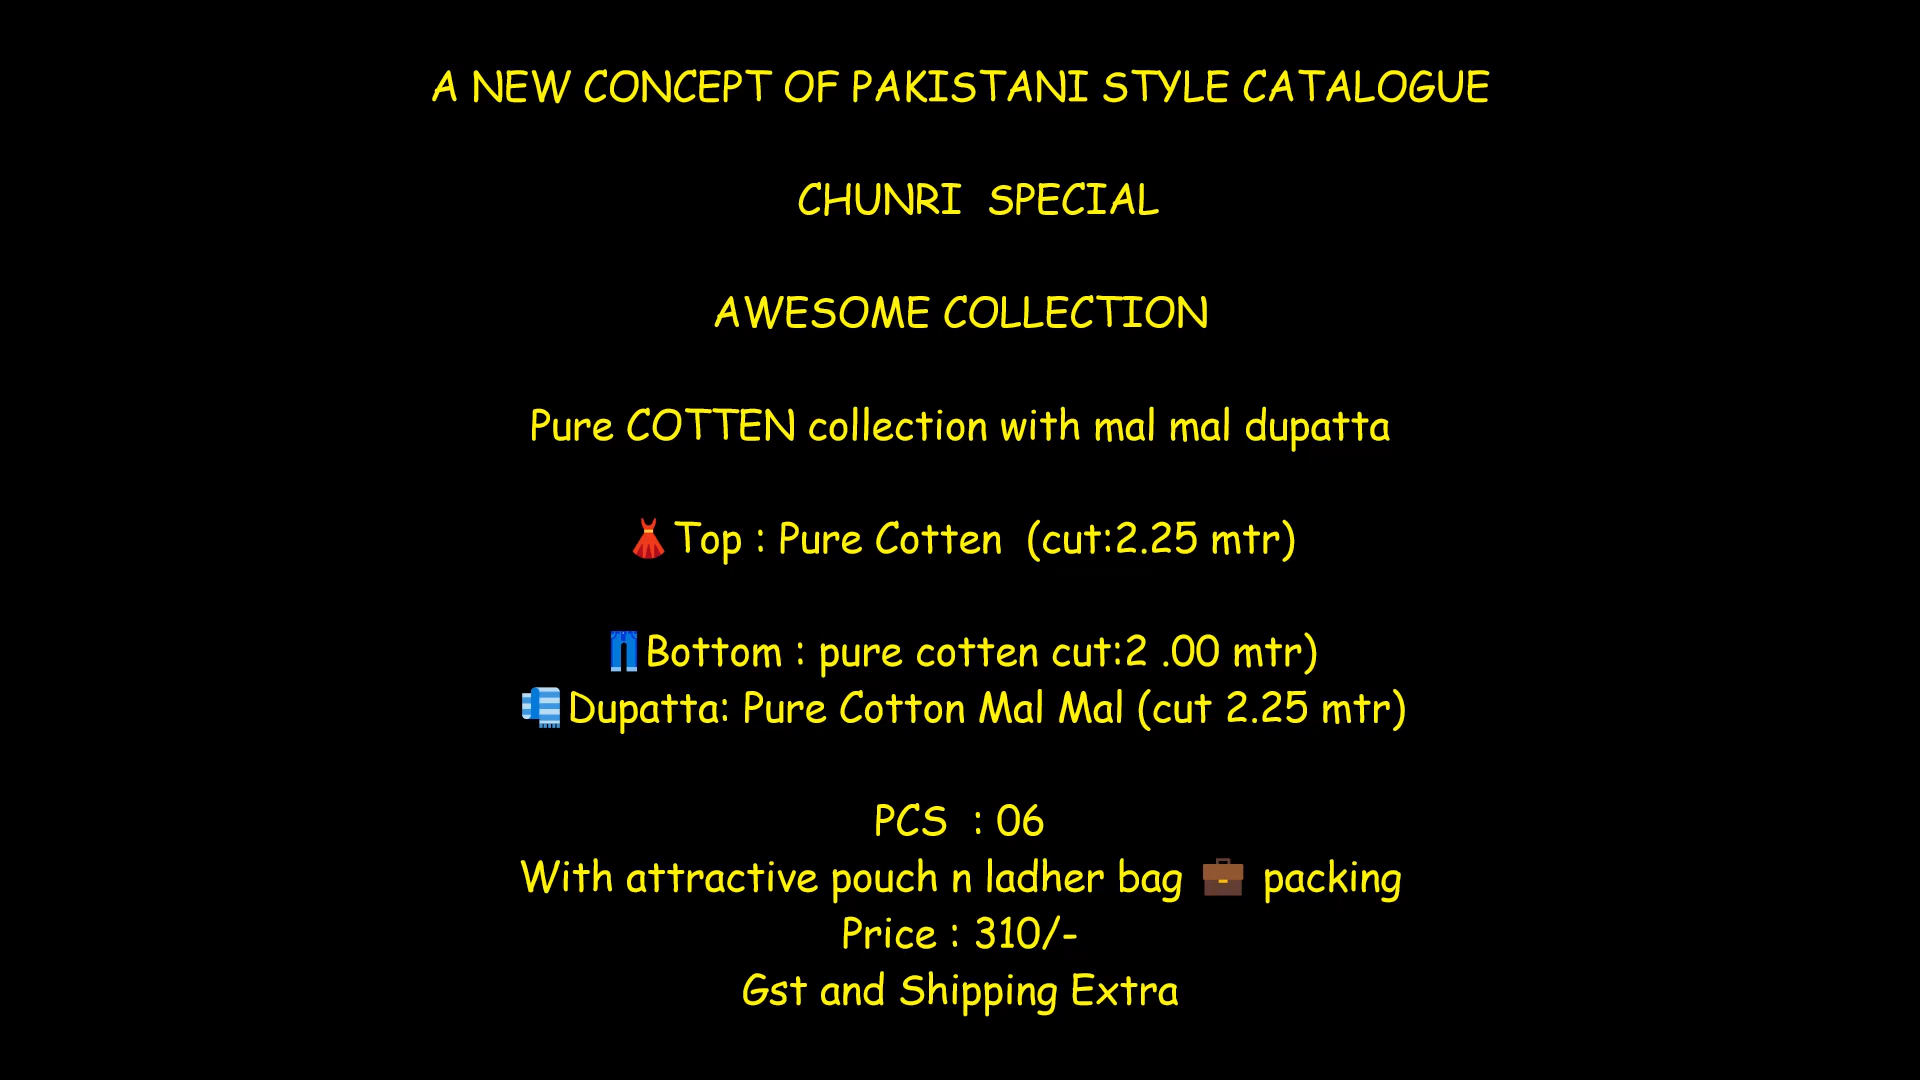 A NEW CONCEPT OF PAKISTANI STYLE CATALOGUE
CHUNRI  SPECIAL
AWESOME COLLECTION
Pure COTTEN collection with mal mal dupatta
👗Top : Pure Cotten  (cut:2.25 mtr)
👖Bottom : pure cotten cut:2 .00 mtr)
🧣Dupatta: Pure Cotton Mal Mal (cut 2.25 mtr)
PCS  : 06
With attractive pouch n ladher bag 💼 packing
Price : 310/-
Gst and Shipping Extra